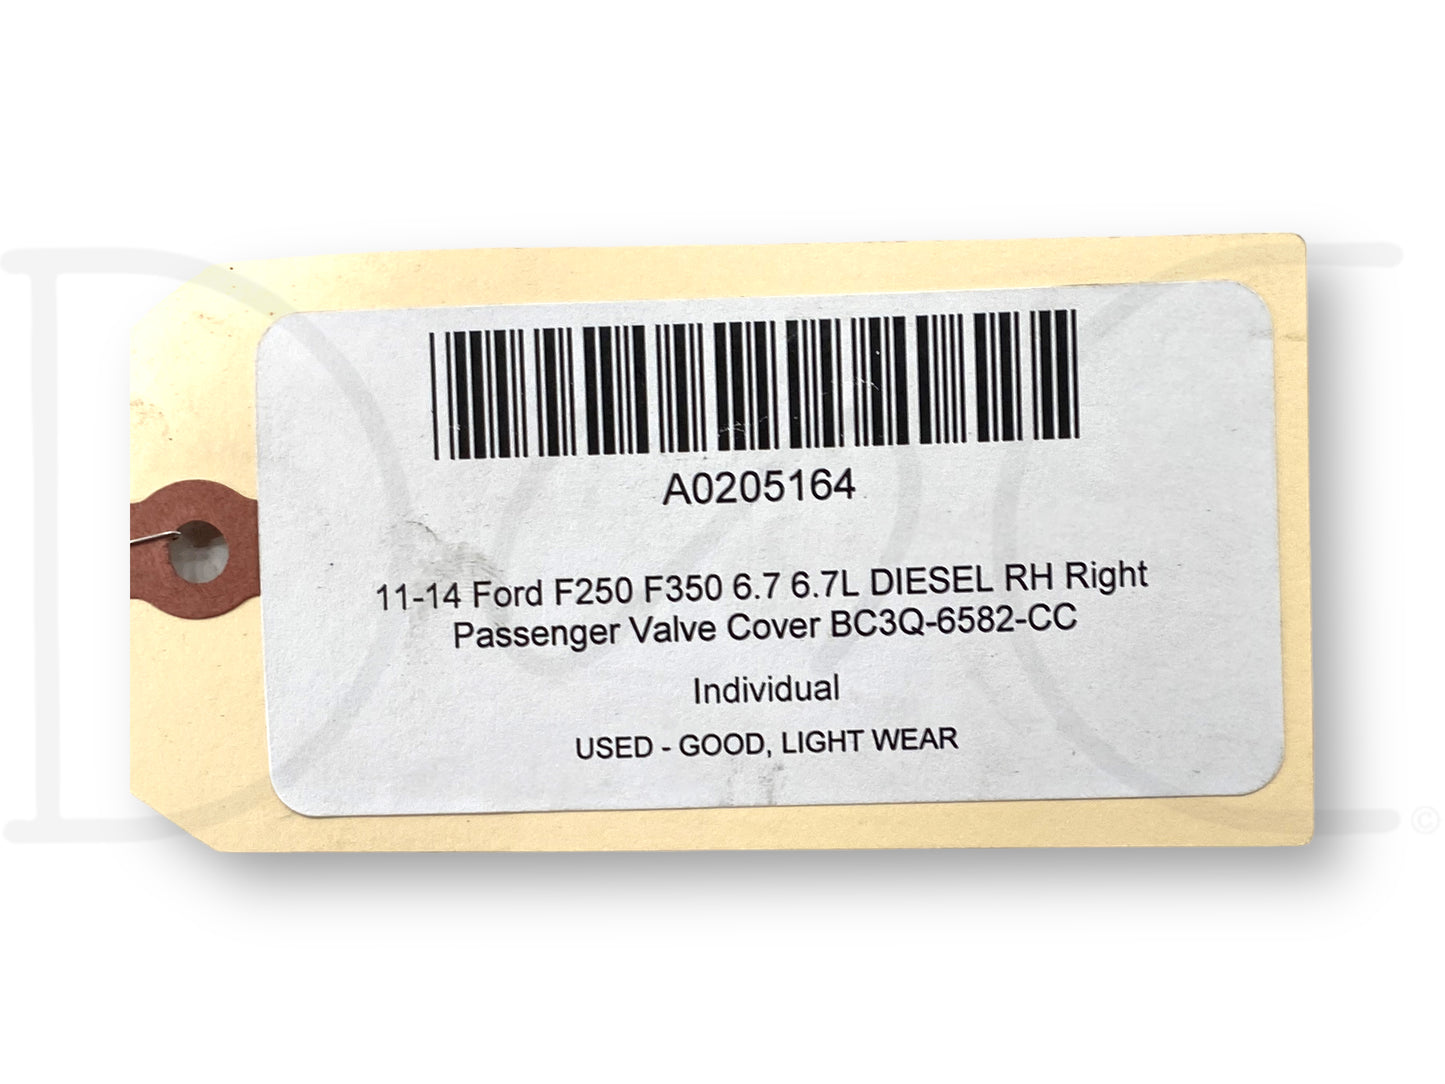 A0205164
11-14 Ford F250 F350 6.7 6.7L DIESEL RH Right
Passenger Valve Cover BC3Q-6582-CC
Individual
USED - GOOD, LIGHT WEAR
©